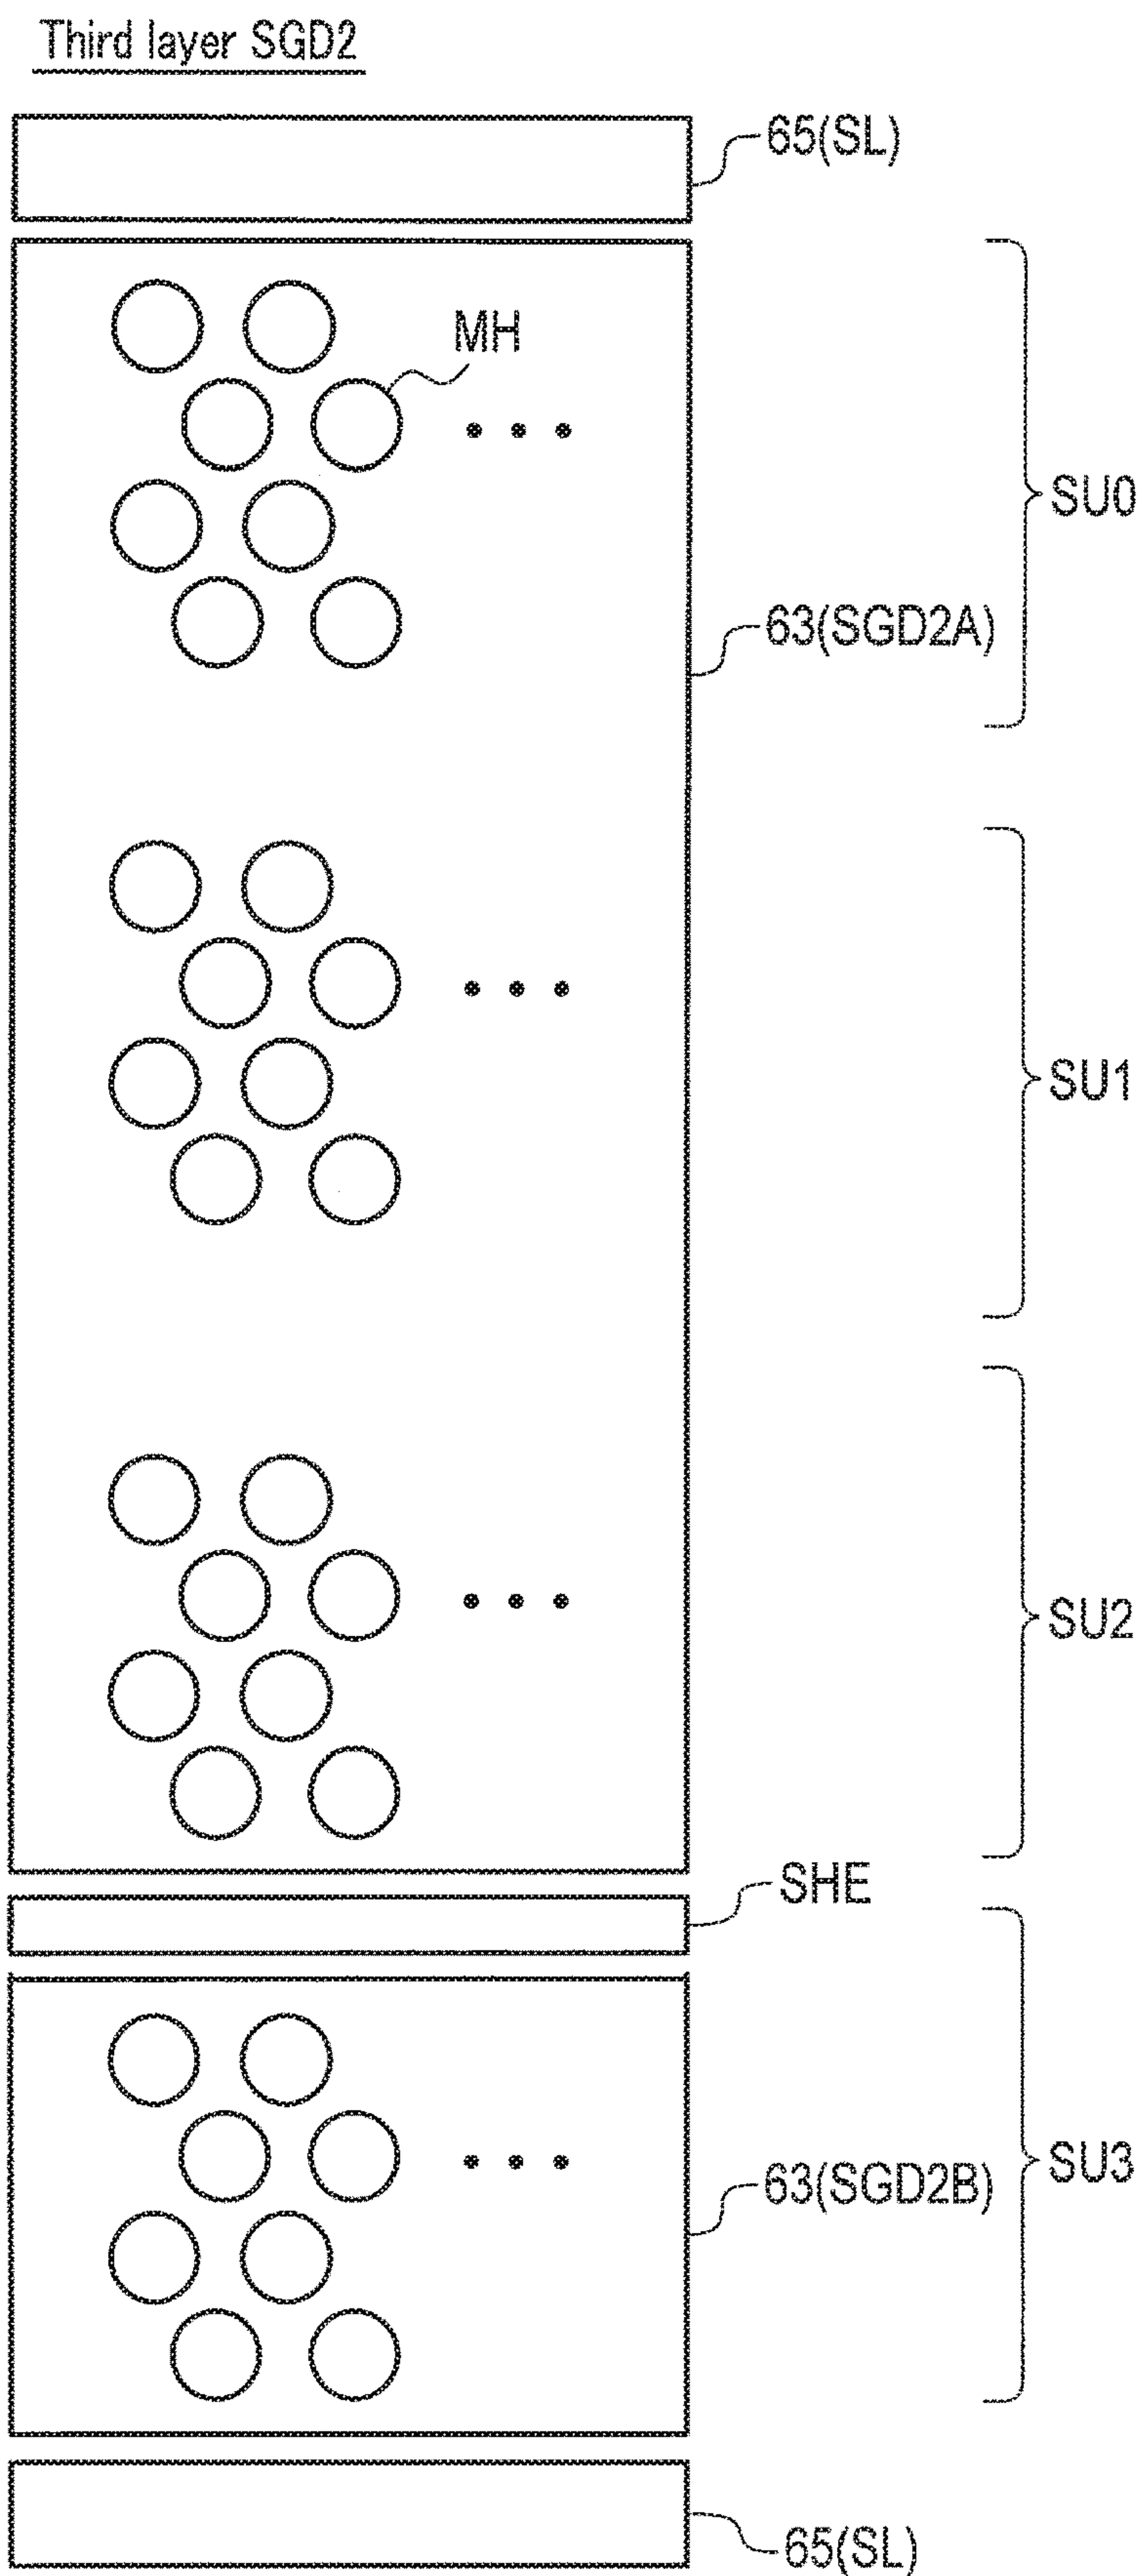 Third layer SGD2
65(SL)
MH
SU0
63(SGD2A)
SU1
SU2
SHE
SU3
63(SGD2B)
65(SL)